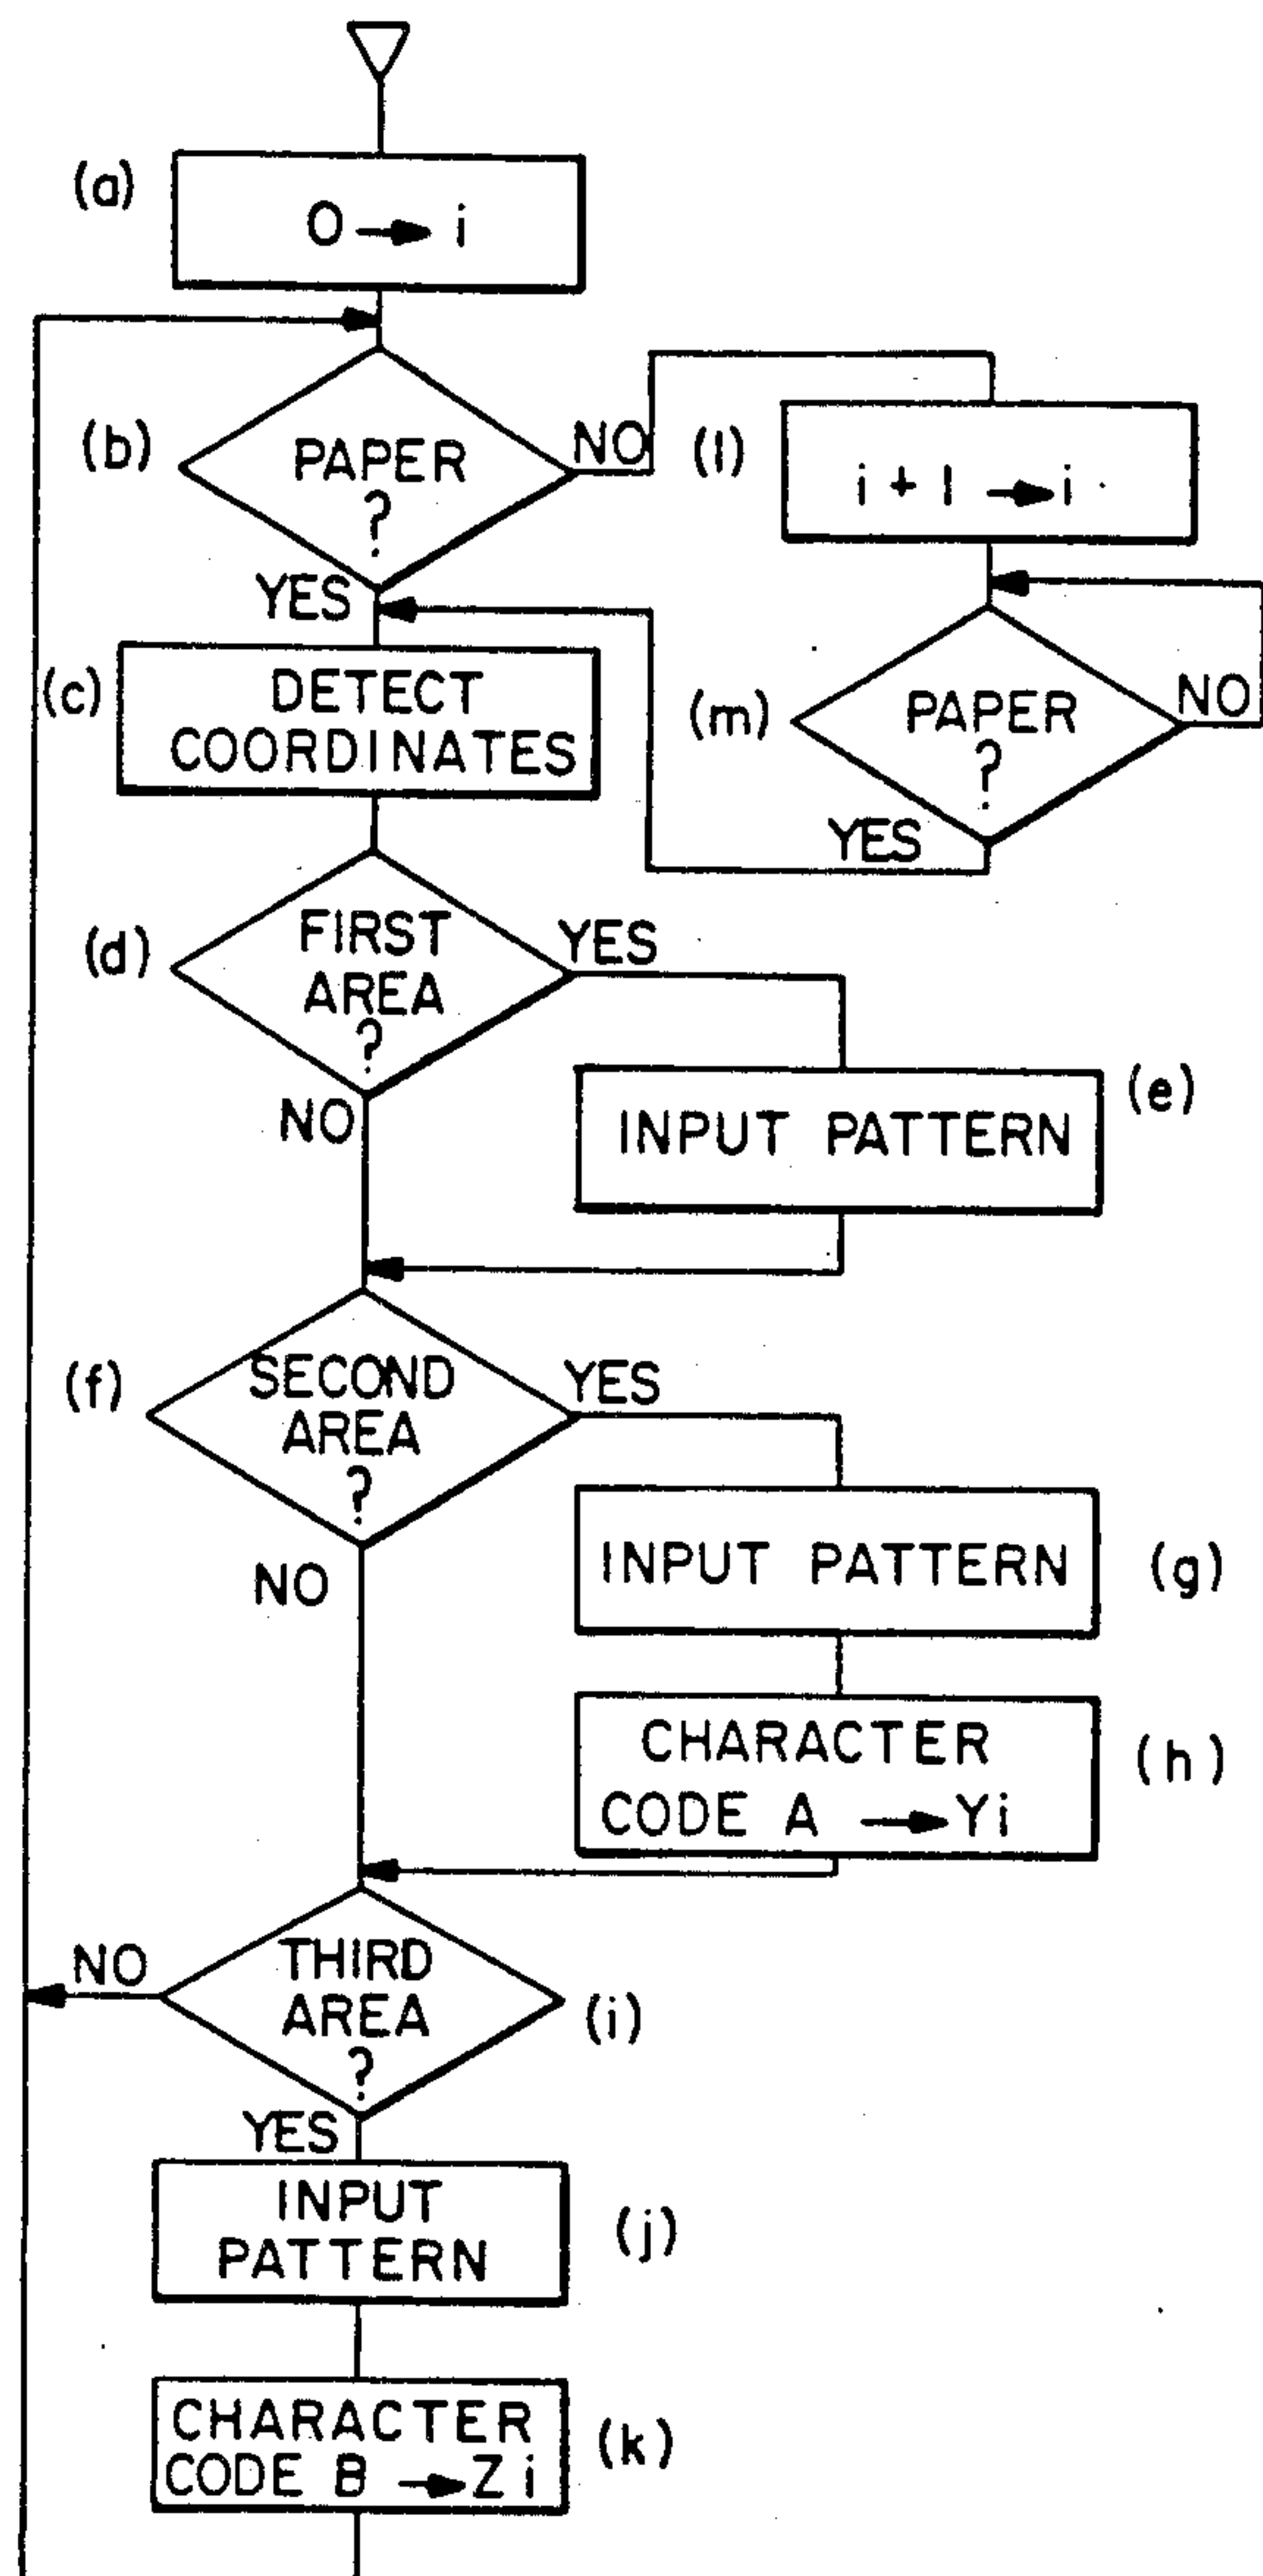 (a)
O → i
(b)
PAPER
?
NO
YES
(l)
i + 1 → i
(m)
PAPER
?
NO
YES
(c)
DETECT
COORDINATES
(d)
FIRST
AREA
?
YES
NO
(e)
INPUT PATTERN
(f)
SECOND
AREA
?
YES
NO
INPUT PATTERN
(g)
CHARACTER
CODE A → Yi
(h)
THIRD
AREA
?
NO
(i)
YES
INPUT
PATTERN
(j)
CHARACTER
CODE B → Zi
(k)